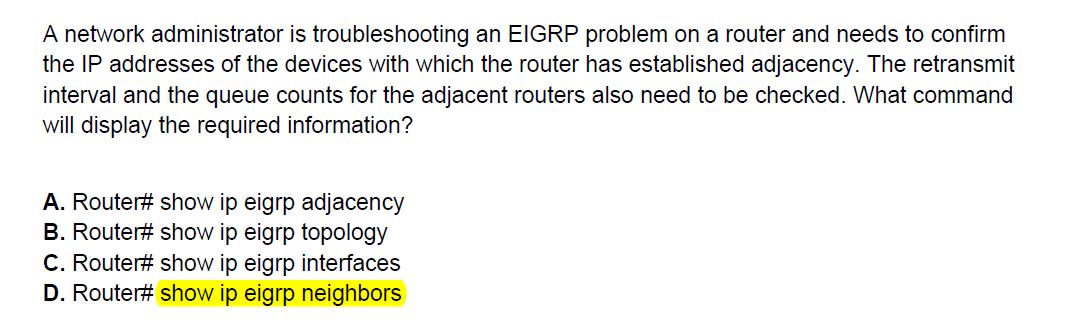 A network administrator is troubleshooting an EIGRP problem on a router and needs to confirm
the IP addresses of the devices with which the router has established adjacency. The retransmit
interval and the queue counts for the adjacent routers also need to be checked. What command
will display the required information?
A. Router# show ip eigrp adjacency
B. Router# show ip eigrp topology
C. Router# show ip eigrp interfaces
D. Router# show ip eigrp neighbors